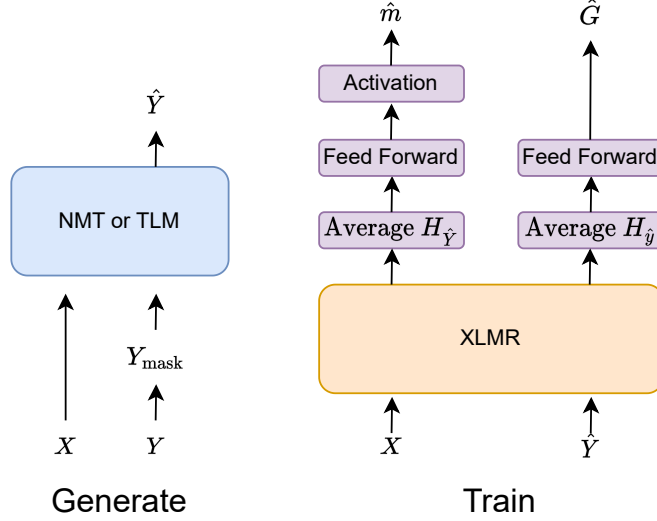 Ŷ
NMT or TLM
Y_mask
X Y
Generate
m̂ Ĝ
Activation
Feed Forward Feed Forward
Average H_Ŷ Average H_ŷ
XLMR
X Ŷ
Train